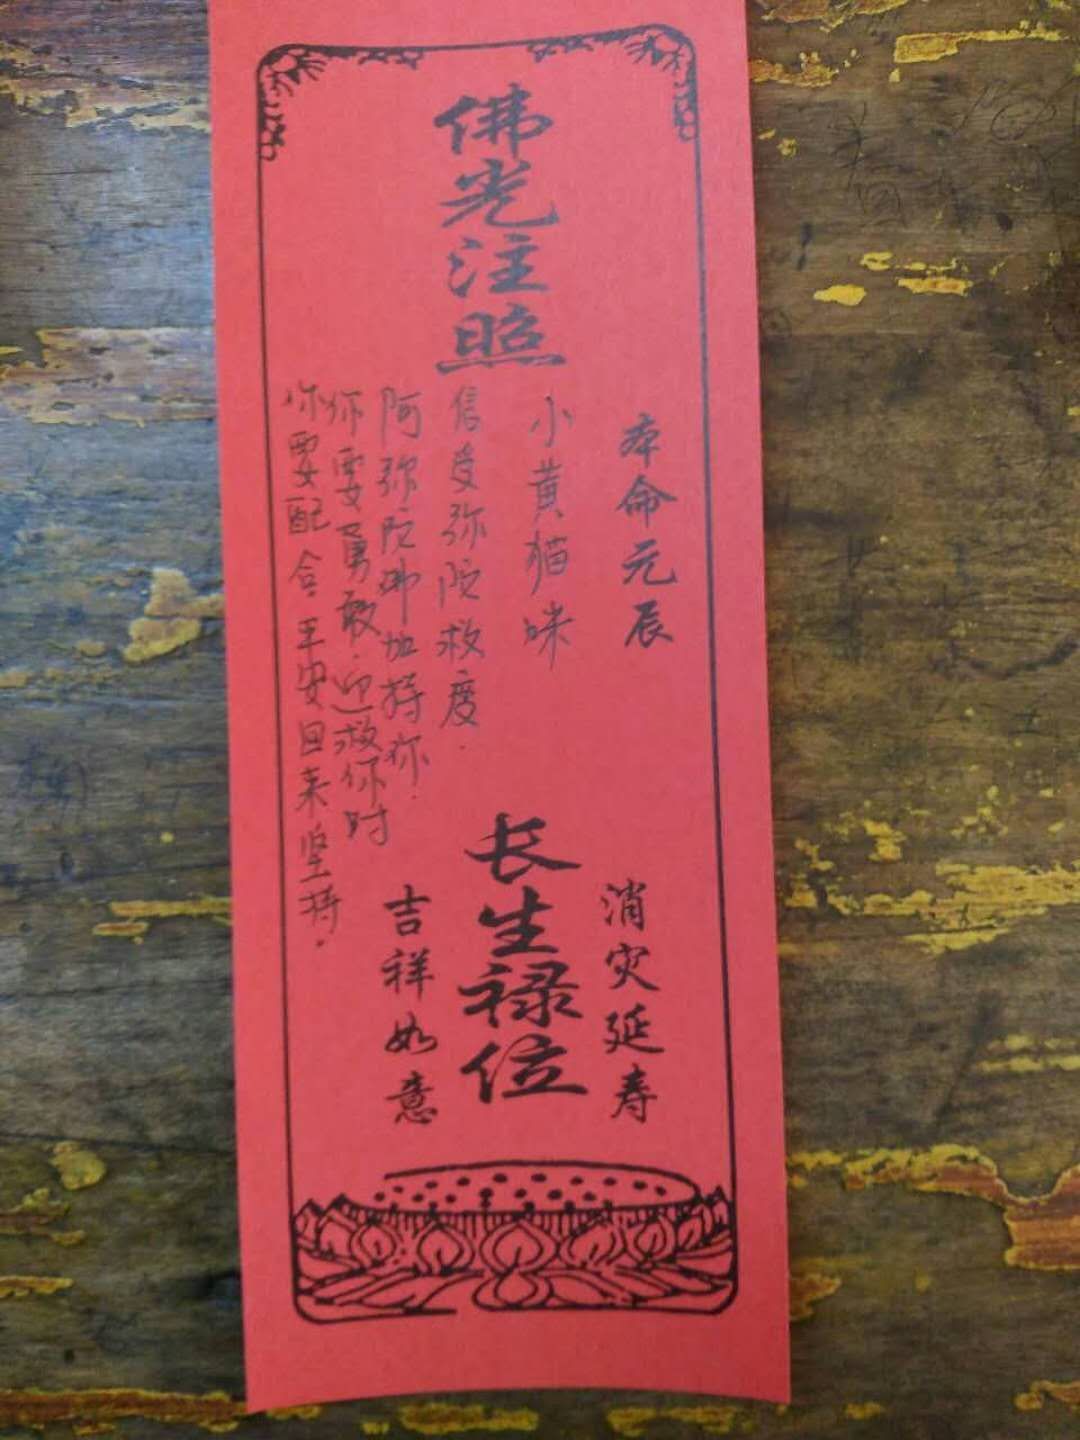 佛光注照
本命元辰
小黄猫咪
信受弥陀救度.
阿弥陀佛加持你.
你要勇敢.迎救你时
你要配合.平安回来坚持.
消灾延寿
长生禄位
吉祥如意